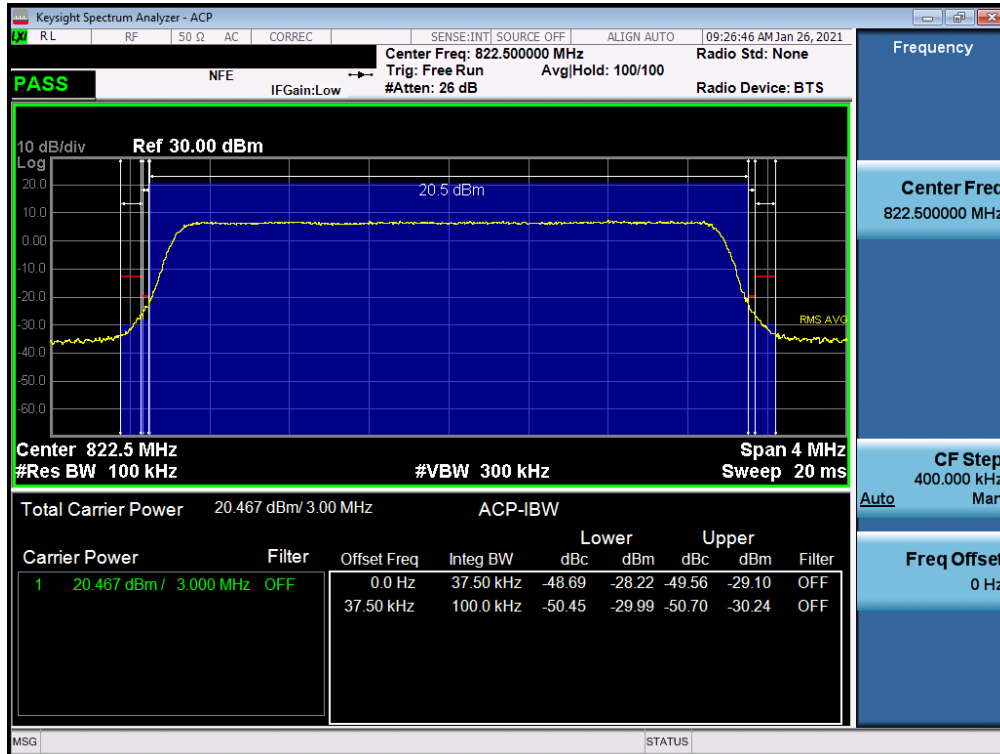 Keysight Spectrum Analyzer - ACP
LXI RL RF 50 Ω AC CORREC SENSE:INT SOURCE OFF ALIGN AUTO 09:26:46 AM Jan 26, 2021
Center Freq: 822.500000 MHz Radio Std: None
NFE Trig: Free Run Avg|Hold: 100/100
PASS IFGain:Low #Atten: 26 dB Radio Device: BTS
10 dB/div Ref 30.00 dBm
Log
20.0
20.5 dBm
10.0
0.00
-10.0
-20.0
-30.0
RMS AVG
-40.0
-50.0
-60.0
Center 822.5 MHz Span 4 MHz
#Res BW 100 kHz #VBW 300 kHz Sweep 20 ms
Total Carrier Power 20.467 dBm/ 3.00 MHz ACP-IBW
Lower Upper
Carrier Power Filter Offset Freq Integ BW dBc dBm dBc dBm Filter
1 20.467 dBm / 3.000 MHz OFF 0.0 Hz 37.50 kHz -48.69 -28.22 -49.56 -29.10 OFF
37.50 kHz 100.0 kHz -50.45 -29.99 -50.70 -30.24 OFF
MSG STATUS
Frequency
Center Freq
822.500000 MHz
CF Step
400.000 kHz
Auto Man
Freq Offset
0 Hz